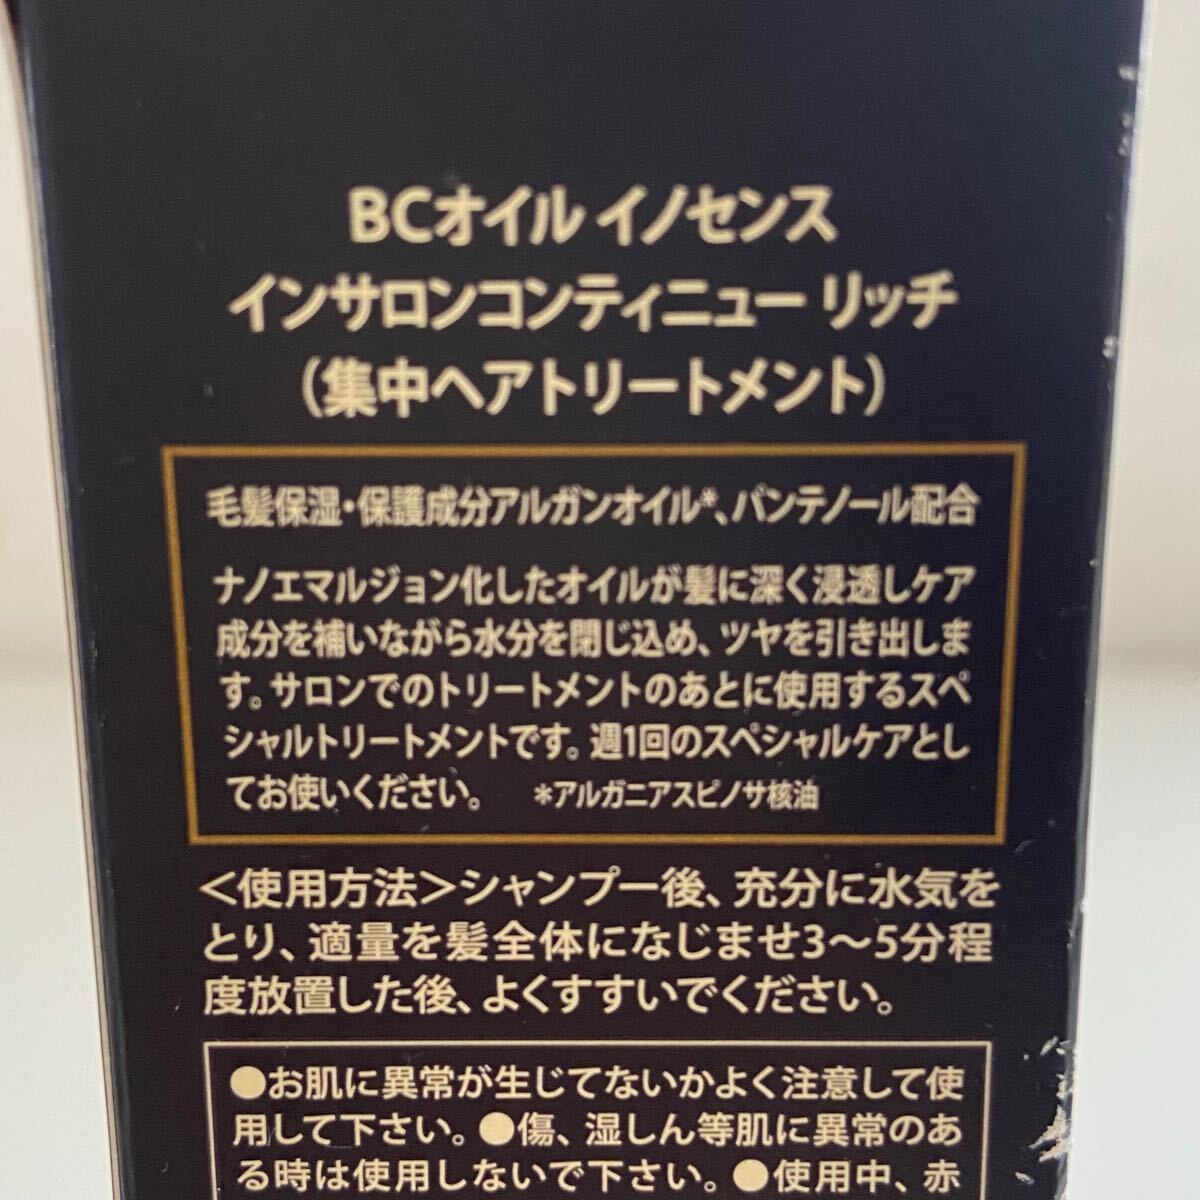 BCオイル イノセンス
インサロンコンティニュー リッチ
（集中ヘアトリートメント）
毛髪保湿・保護成分アルガンオイル*、パンテノール配合
ナノエマルジョン化したオイルが髪に深く浸透しケア
成分を補いながら水分を閉じ込め、ツヤを引き出しま
す。サロンでのトリートメントのあとに使用するスペ
シャルトリートメントです。週1回のスペシャルケアとし
てお使いください。 *アルガニアスピノサ核油
＜使用方法＞シャンプー後、充分に水気を
とり、適量を髪全体になじませ3～5分程
度放置した後、よくすすいでください。
●お肌に異常が生じてないかよく注意して使
用して下さい。●傷、湿しん等肌に異常のあ
る時は使用しないで下さい。●使用中、赤